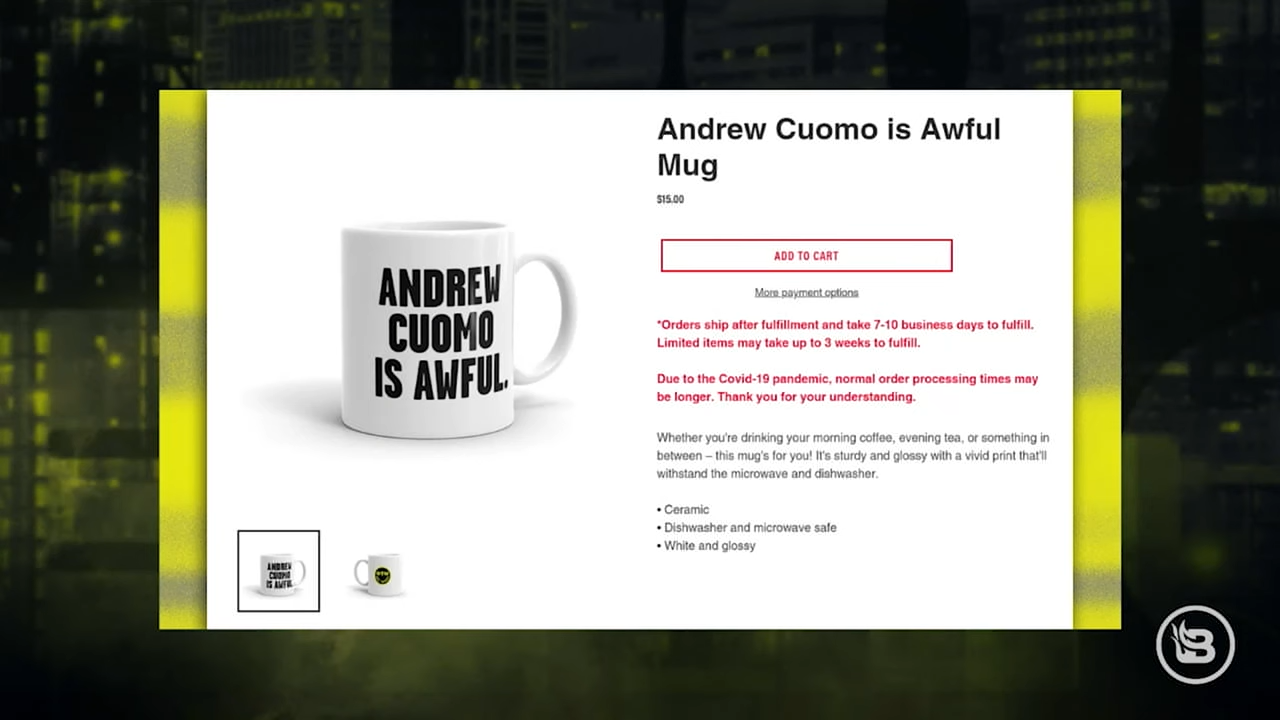 Andrew Cuomo is Awful
Mug
$15.00
ADD TO CART
More payment options
*Orders ship after fulfillment and take 7-10 business days to fulfill.
Limited items may take up to 3 weeks to fulfill.
Due to the Covid-19 pandemic, normal order processing times may
be longer. Thank you for your understanding.
Whether you're drinking your morning coffee, evening tea, or something in
between – this mug's for you! It's sturdy and glossy with a vivid print that'll
withstand the microwave and dishwasher.
• Ceramic
• Dishwasher and microwave safe
• White and glossy
ANDREW
CUOMO
IS AWFUL.
ANDREW
CUOMO
IS AWFUL.
B